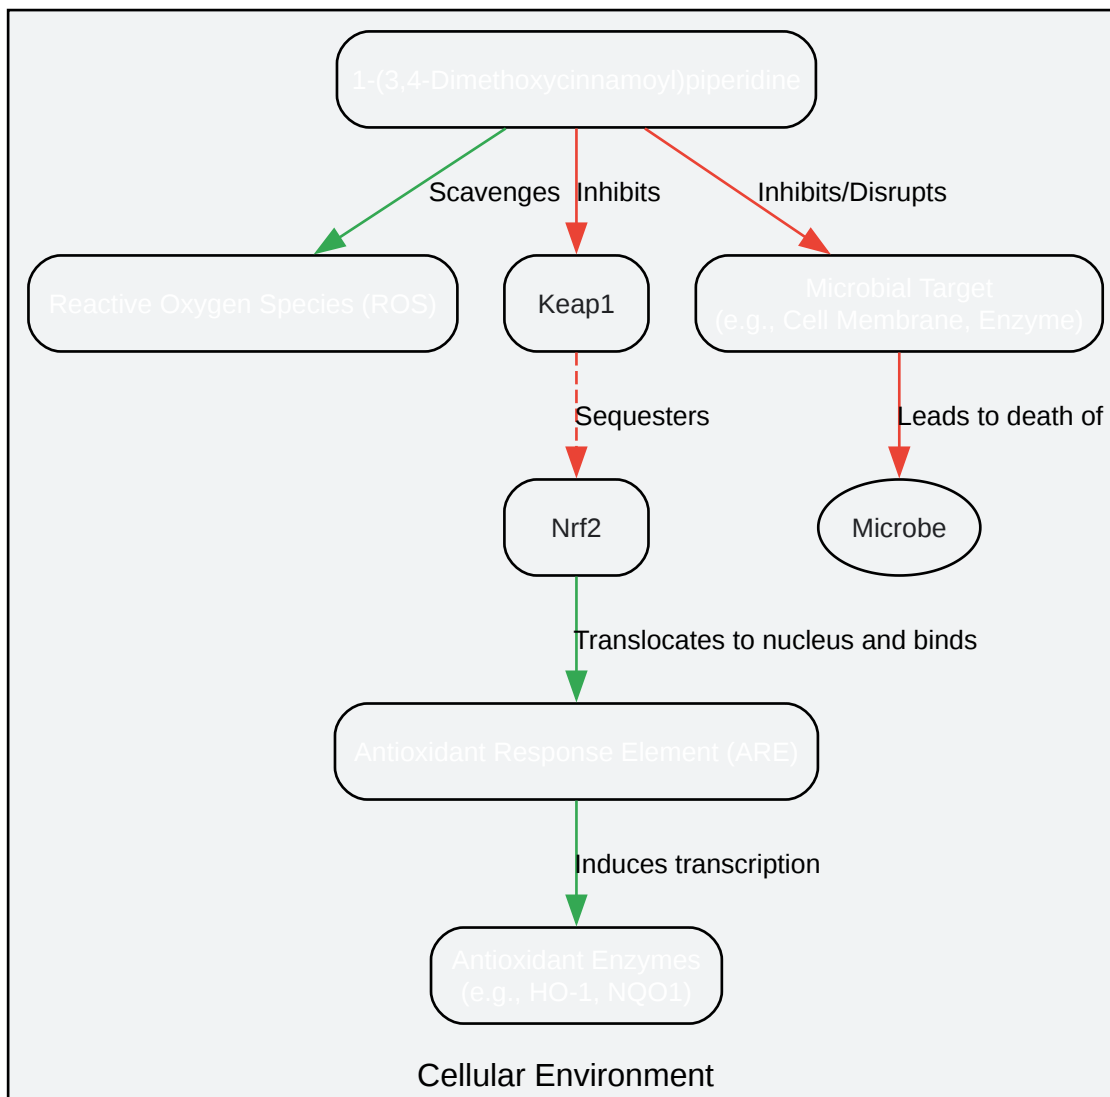 1-(3,4-Dimethoxycinnamoyl)piperidine
Scavenges
Inhibits
Inhibits/Disrupts
Reactive Oxygen Species (ROS)
Keap1
Microbial Target
(e.g., Cell Membrane, Enzyme)
Sequesters
Leads to death of
Nrf2
Microbe
Translocates to nucleus and binds
Antioxidant Response Element (ARE)
Induces transcription
Antioxidant Enzymes
(e.g., HO-1, NQO1)
Cellular Environment